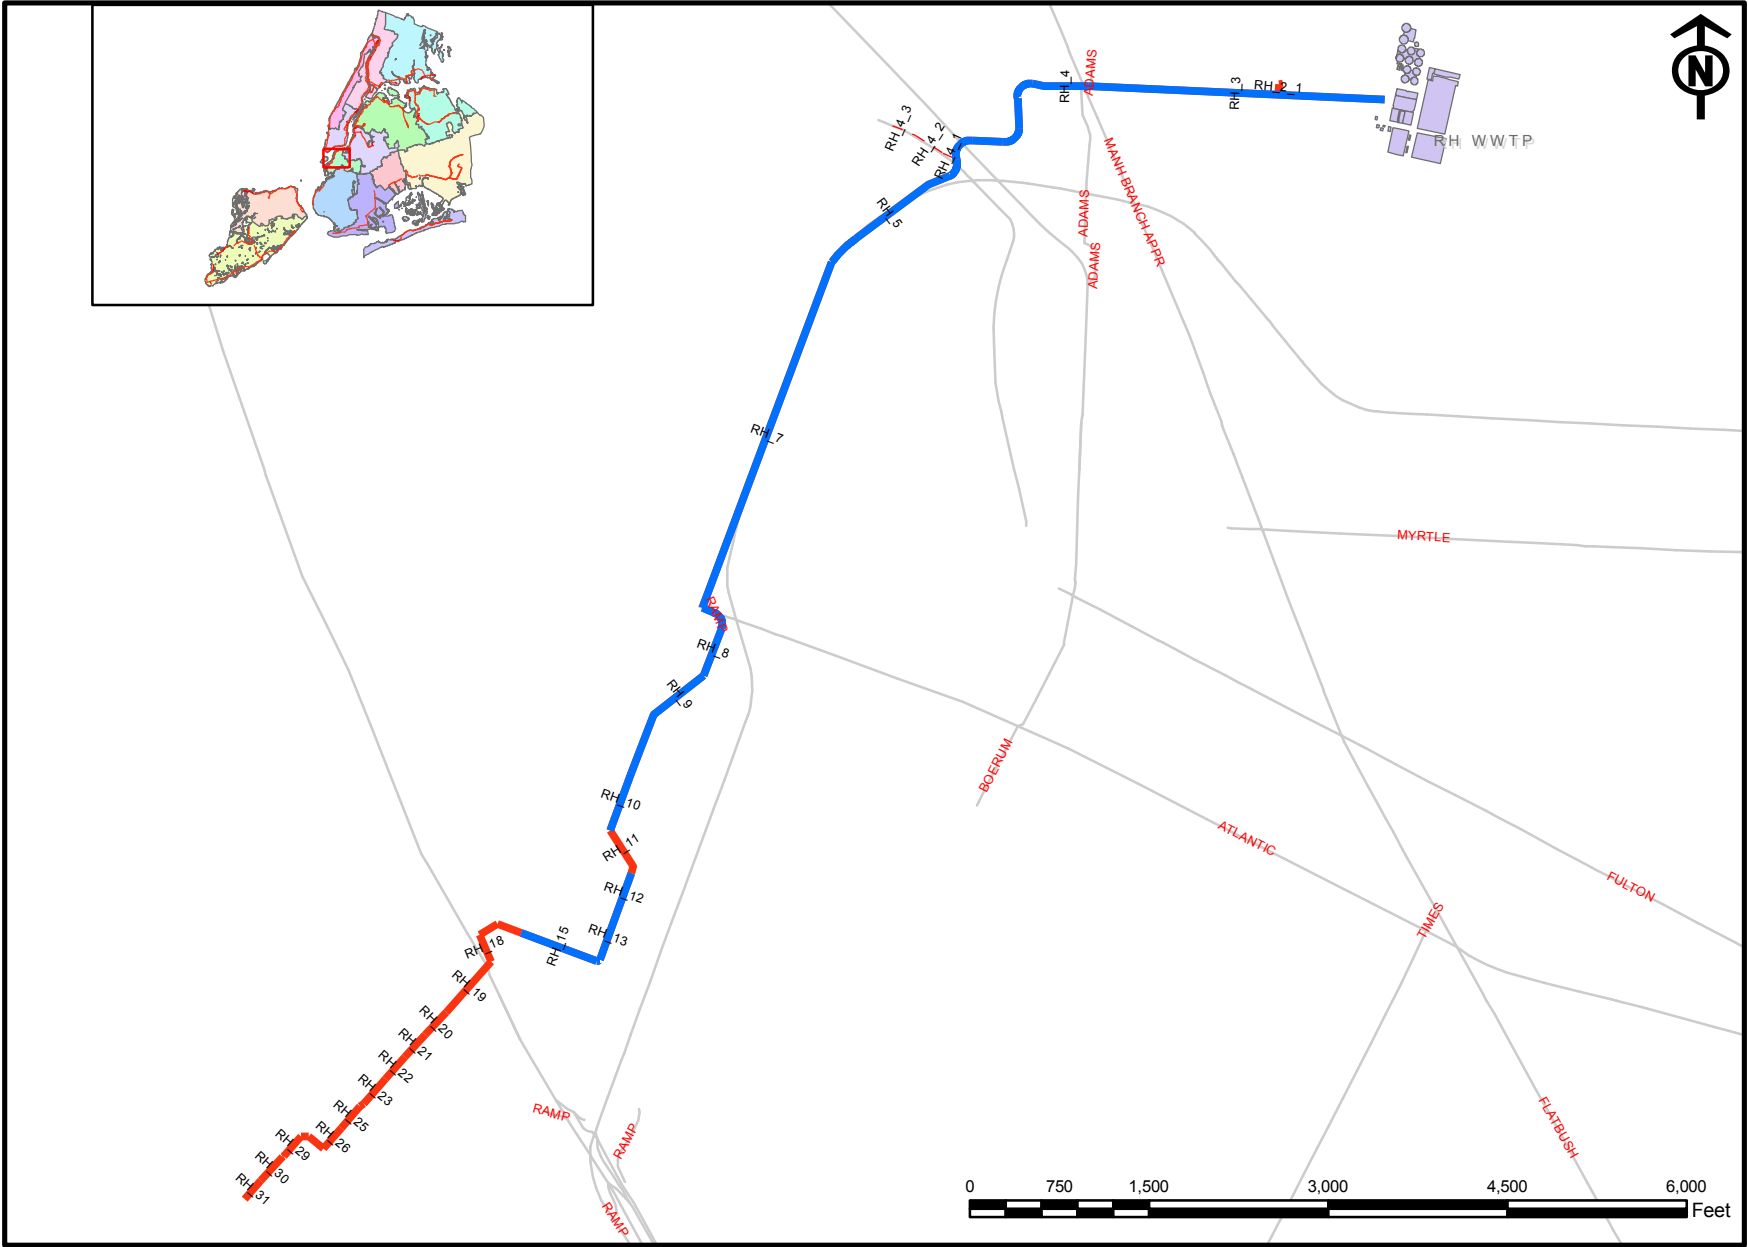 N
ADAMS
RH_4
RH_3
RH_2_1
RH_4_3
RH_4_2
RH_4_1
RH WWTP
MANH BRANCH APPR
RH_5
ADAMS
ADAMS
RH_7
MYRTLE
RAMP
RH_8
RH_9
BOERUM
RH_10
RH_11
ATLANTIC
RH_12
FULTON
RH_13
TIMES
RH_15
RH_18
RH_19
RH_20
RH_21
RH_22
RH_23
RH_25
RH_26
RH_29
RH_30
RH_31
RAMP
RAMP
RAMP
FLATBUSH
0 750 1,500 3,000 4,500 6,000
Feet